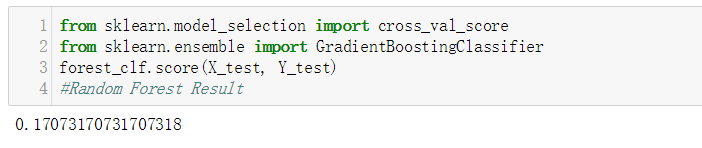 1 from sklearn.model_selection import cross_val_score
2 from sklearn.ensemble import GradientBoostingClassifier
3 forest_clf.score(X_test, Y_test)
4 #Random Forest Result
0.17073170731707318